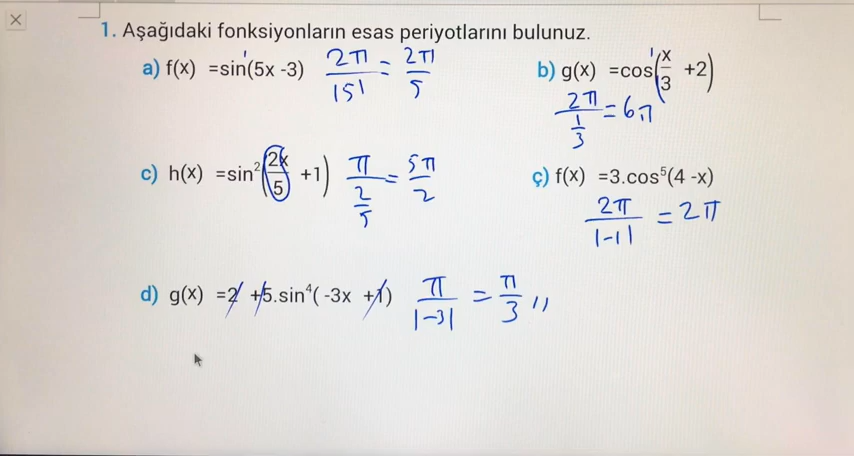 1. Aşağıdaki fonksiyonların esas periyotlarını bulunuz.
a) f(x) =sin¹(5x -3) 2π/|5| = 2π/5
b) g(x) =cos¹(x/3 +2)
2π/(1/3) = 6π
c) h(x) =sin²(2x/5 +1) π/(2/5) = 5π/2
ç) f(x) =3.cos⁵(4 -x)
2π/|-1| = 2π
d) g(x) =2 +5.sin⁴( -3x +1) π/|-3| = π/3 //